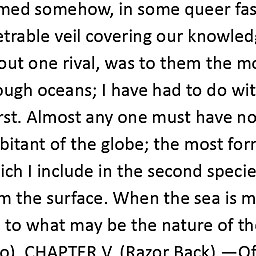 med somehow, in some queer fas
etrable veil covering our knowled
out one rival, was to them the mo
ough oceans; I have had to do wit
rst. Almost any one must have no
bitant of the globe; the most for
ich I include in the second specie
m the surface. When the sea is m
to what may be the nature of th
o), CHAPTER V. (Razor Back).—Of